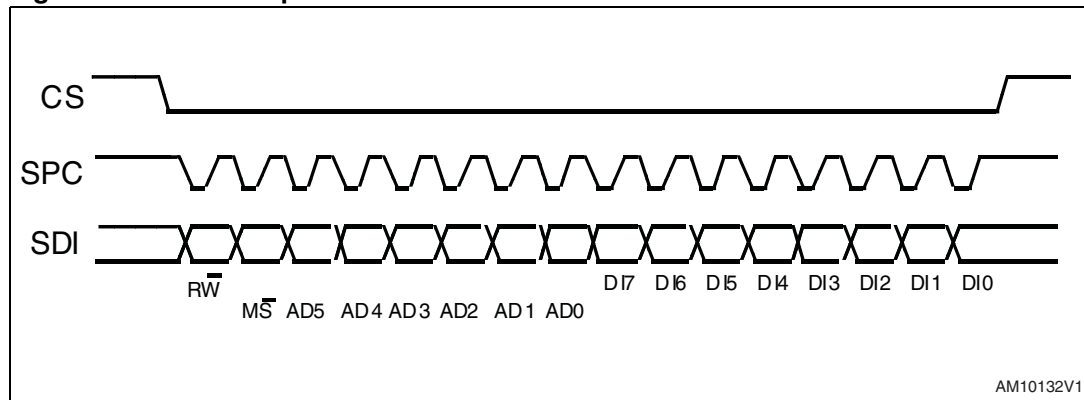 CS
SPC
SDI
RW̅
DI7 DI6 DI5 DI4 DI3 DI2 DI1 DI0
MS̅ AD5 AD4 AD3 AD2 AD1 AD0
AM10132V1